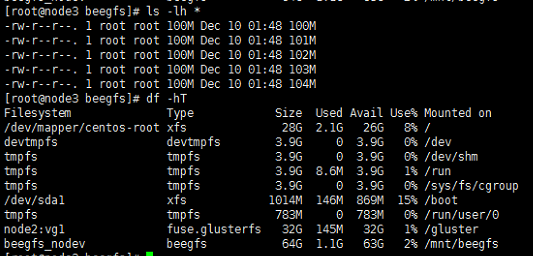 [root@node3 beegfs]# ls -lh *
-rw-r--r--. 1 root root 100M Dec 10 01:48 100M
-rw-r--r--. 1 root root 100M Dec 10 01:48 101M
-rw-r--r--. 1 root root 100M Dec 10 01:48 102M
-rw-r--r--. 1 root root 100M Dec 10 01:48 103M
-rw-r--r--. 1 root root 100M Dec 10 01:48 104M
[root@node3 beegfs]# df -hT
Filesystem Type Size Used Avail Use% Mounted on
/dev/mapper/centos-root xfs 28G 2.1G 26G 8% /
devtmpfs devtmpfs 3.9G 0 3.9G 0% /dev
tmpfs tmpfs 3.9G 0 3.9G 0% /dev/shm
tmpfs tmpfs 3.9G 8.6M 3.9G 1% /run
tmpfs tmpfs 3.9G 0 3.9G 0% /sys/fs/cgroup
/dev/sda1 xfs 1014M 146M 869M 15% /boot
tmpfs tmpfs 783M 0 783M 0% /run/user/0
node2:vg1 fuse.glusterfs 32G 145M 32G 1% /gluster
beegfs_nodev beegfs 64G 1.1G 63G 2% /mnt/beegfs